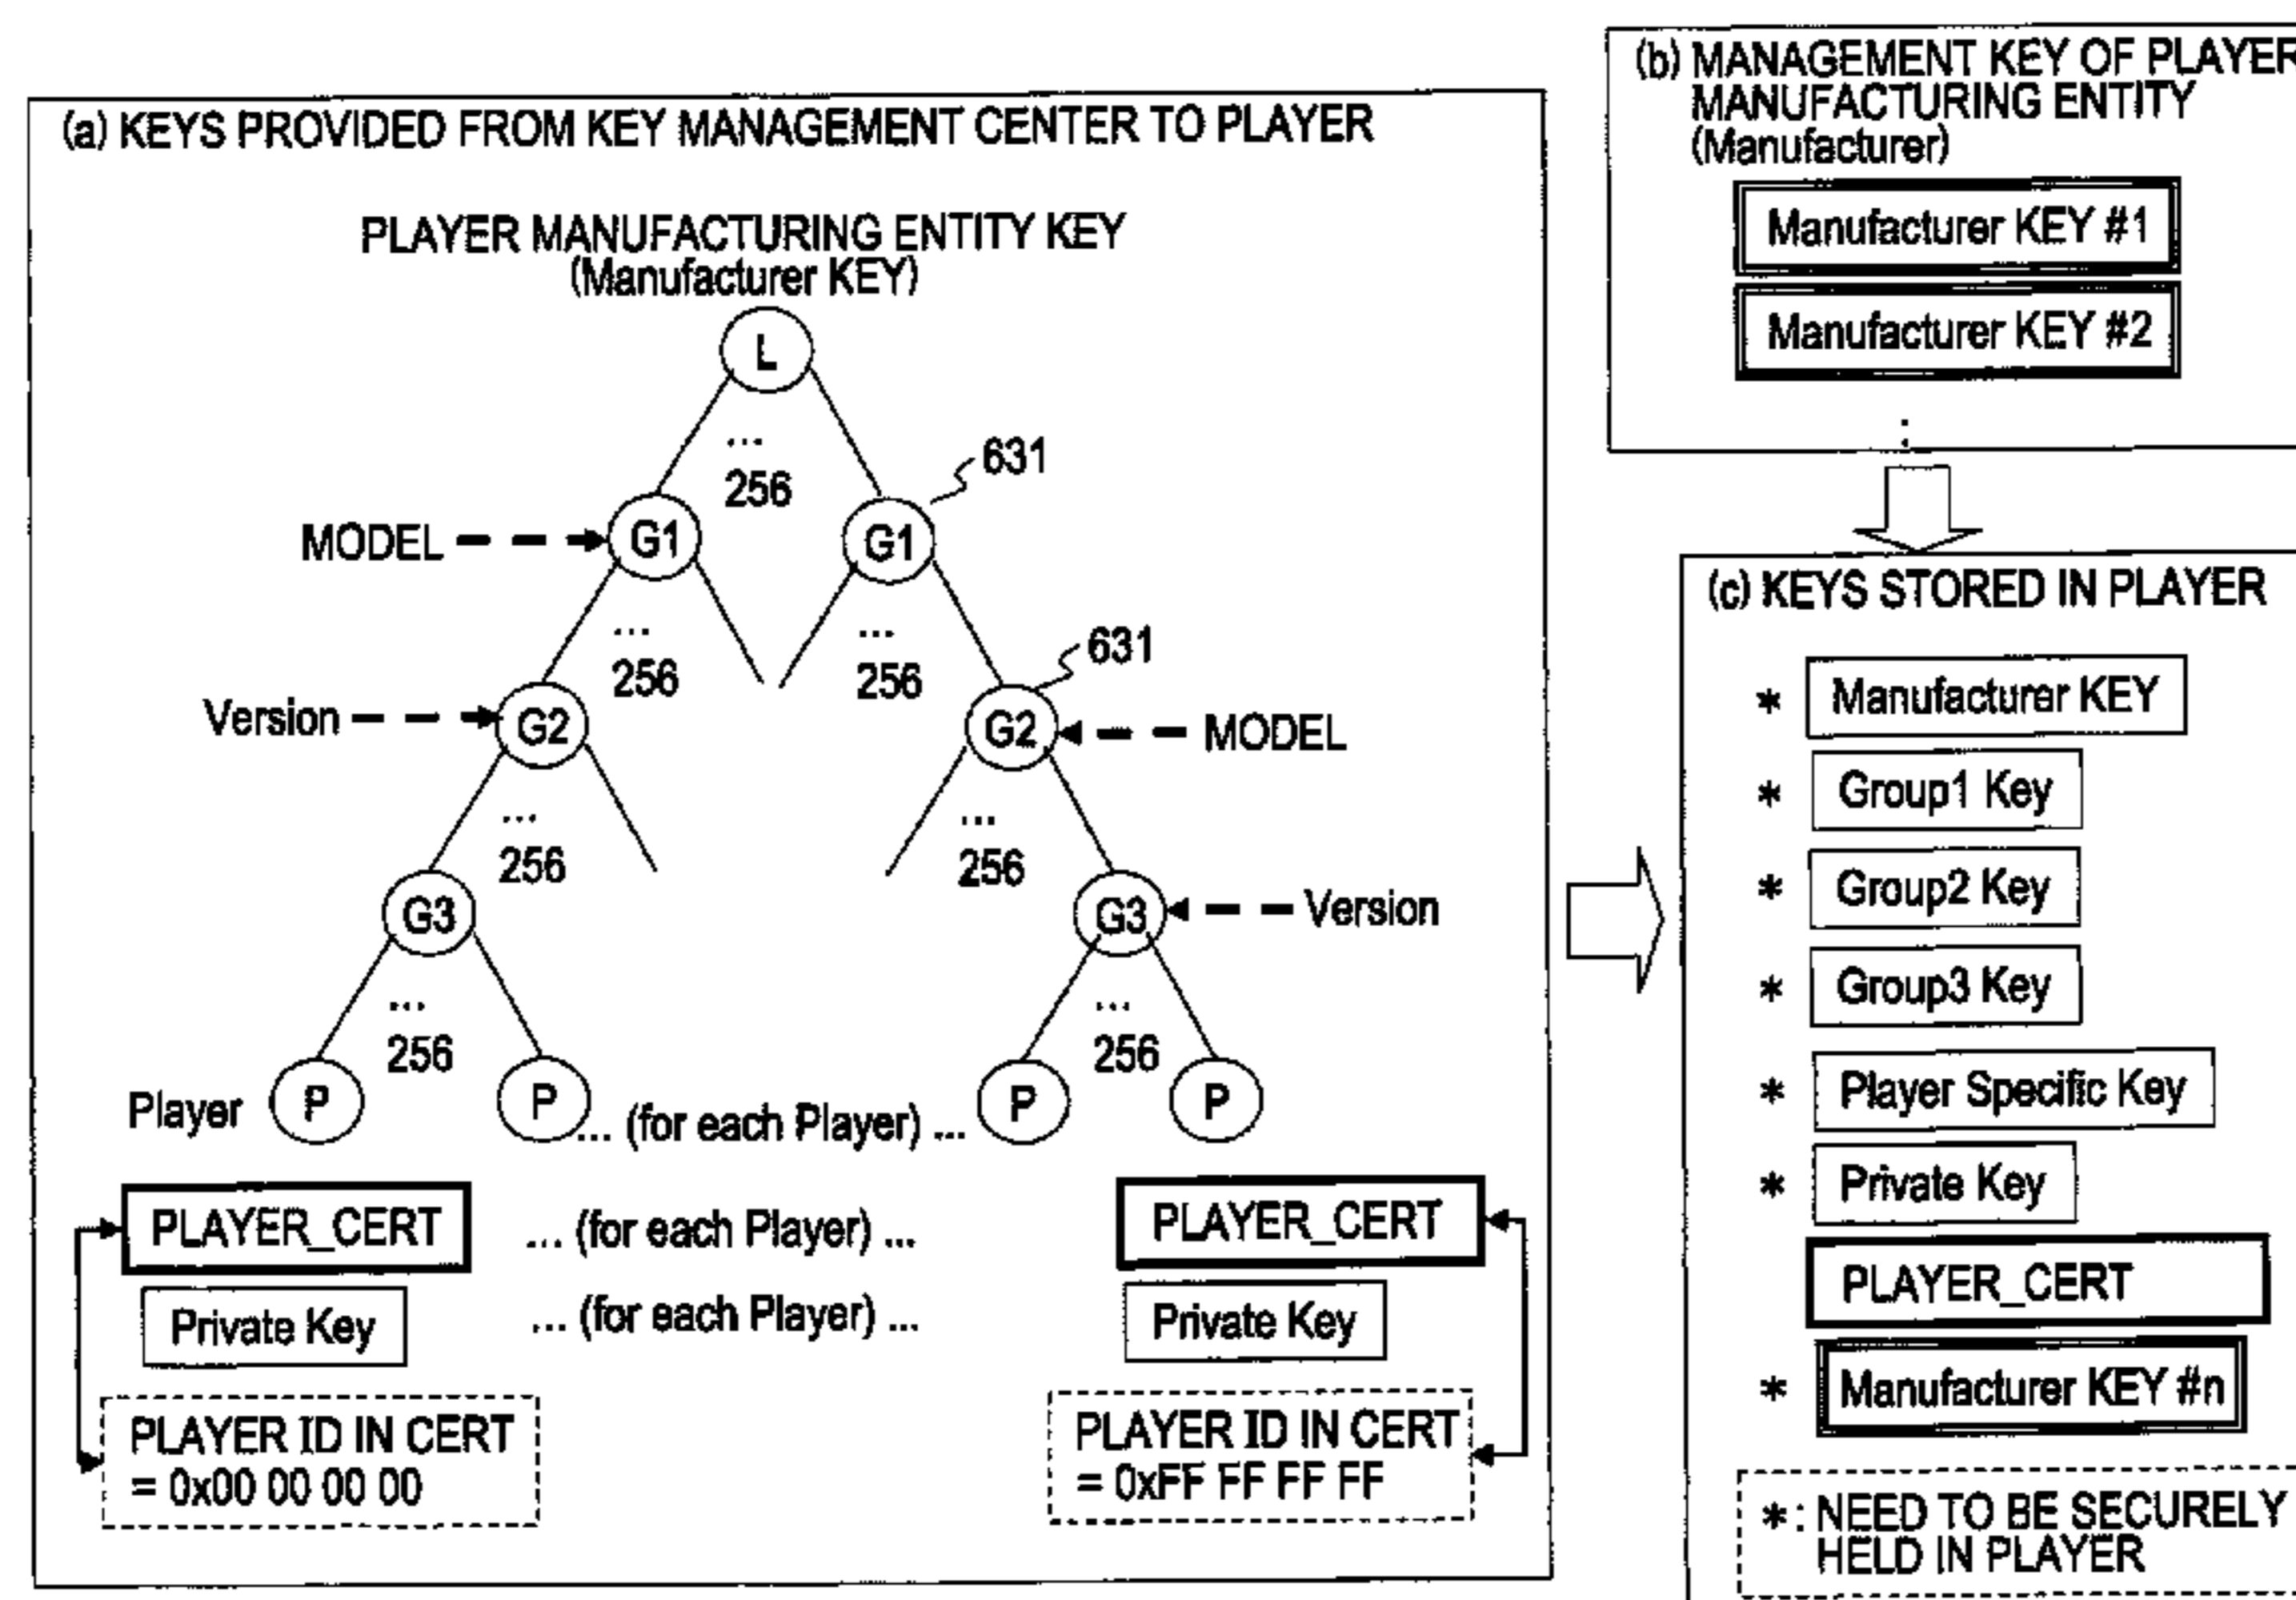 (a) KEYS PROVIDED FROM KEY MANAGEMENT CENTER TO PLAYER
PLAYER MANUFACTURING ENTITY KEY
(Manufacturer KEY)
L
...
256
631
MODEL
G1
G1
...
256
...
256
631
Version
G2
G2
MODEL
...
256
...
256
G3
G3
Version
...
256
...
256
Player
P
P
... (for each Player) ...
P
P
PLAYER_CERT
... (for each Player) ...
PLAYER_CERT
Private Key
... (for each Player) ...
Private Key
PLAYER ID IN CERT
= 0x00 00 00 00
PLAYER ID IN CERT
= 0xFF FF FF FF
(b) MANAGEMENT KEY OF PLAYER
MANUFACTURING ENTITY
(Manufacturer)
Manufacturer KEY #1
Manufacturer KEY #2
:
(c) KEYS STORED IN PLAYER
* Manufacturer KEY
* Group1 Key
* Group2 Key
* Group3 Key
* Player Specific Key
* Private Key
PLAYER_CERT
* Manufacturer KEY #n
*: NEED TO BE SECURELY
HELD IN PLAYER